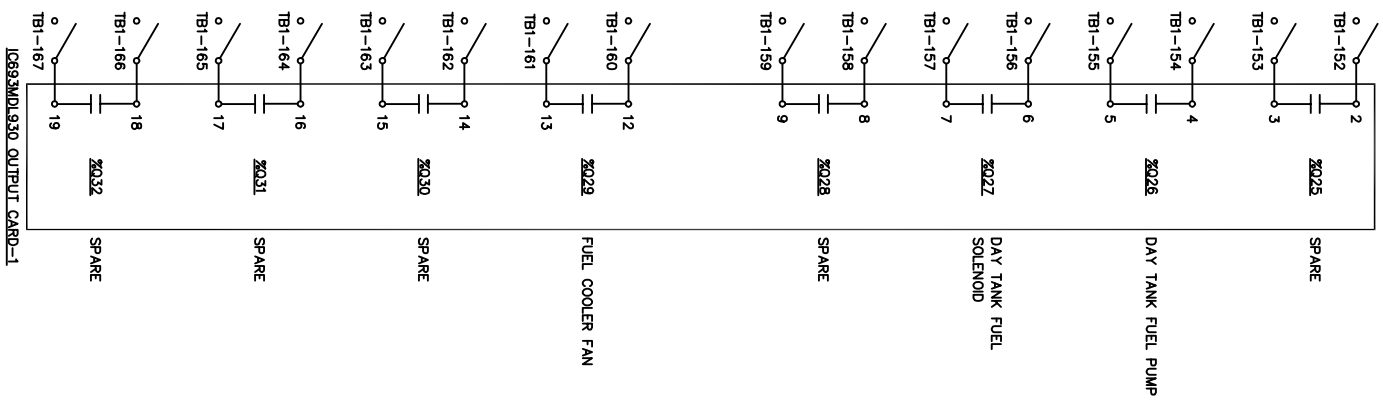 TB1-152 2
%Q25 SPARE
TB1-153 3
TB1-154 4
%Q26 DAY TANK FUEL PUMP
TB1-155 5
TB1-156 6
%Q27 DAY TANK FUEL
SOLENOID
TB1-157 7
TB1-158 8
%Q28 SPARE
TB1-159 9
TB1-160 12
%Q29 FUEL COOLER FAN
TB1-161 13
TB1-162 14
%Q30 SPARE
TB1-163 15
TB1-164 16
%Q31 SPARE
TB1-165 17
TB1-166 18
%Q32 SPARE
TB1-167 19
IC693MDL930 OUTPUT CARD-1